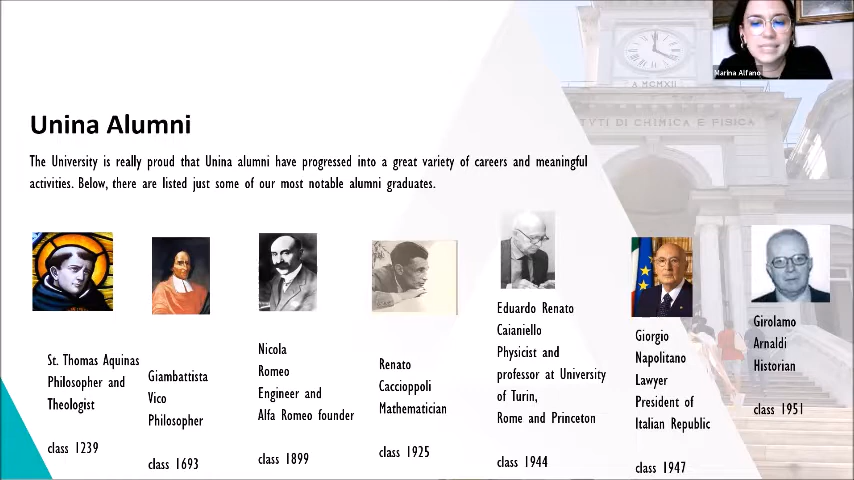 Marina Alfano
A MCMXII
TVTI DI CHIMICA E FISICA
Unina Alumni
The University is really proud that Unina alumni have progressed into a great variety of careers and meaningful
activities. Below, there are listed just some of our most notable alumni graduates.
St. Thomas Aquinas
Philosopher and
Theologist
class 1239
Giambattista
Vico
Philosopher
class 1693
Nicola
Romeo
Engineer and
Alfa Romeo founder
class 1899
Renato
Caccioppoli
Mathematician
class 1925
Eduardo Renato
Caianiello
Physicist and
professor at University
of Turin,
Rome and Princeton
class 1944
Giorgio
Napolitano
Lawyer
President of
Italian Republic
class 1947
Girolamo
Arnaldi
Historian
class 1951